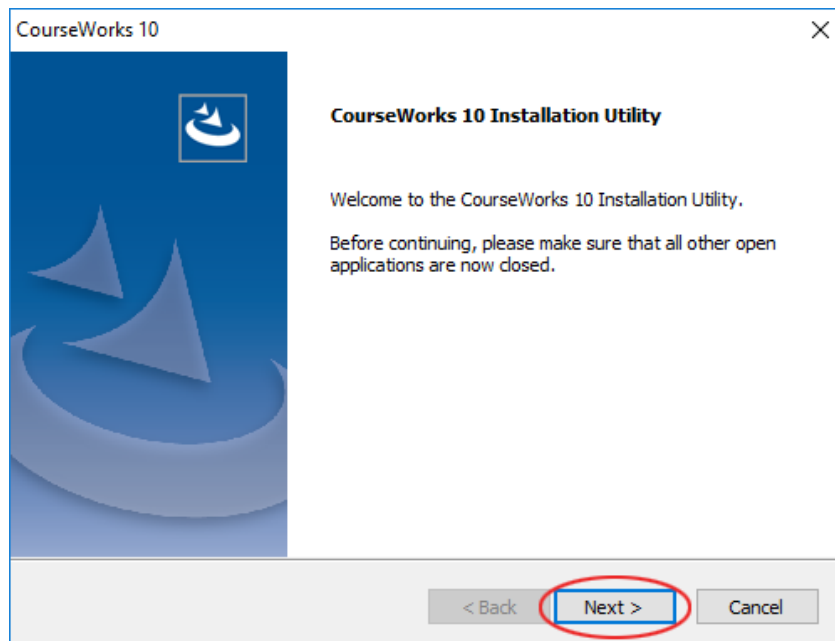 CourseWorks 10
CourseWorks 10 Installation Utility
Welcome to the CourseWorks 10 Installation Utility.
Before continuing, please make sure that all other open
applications are now closed.
< Back Next > Cancel